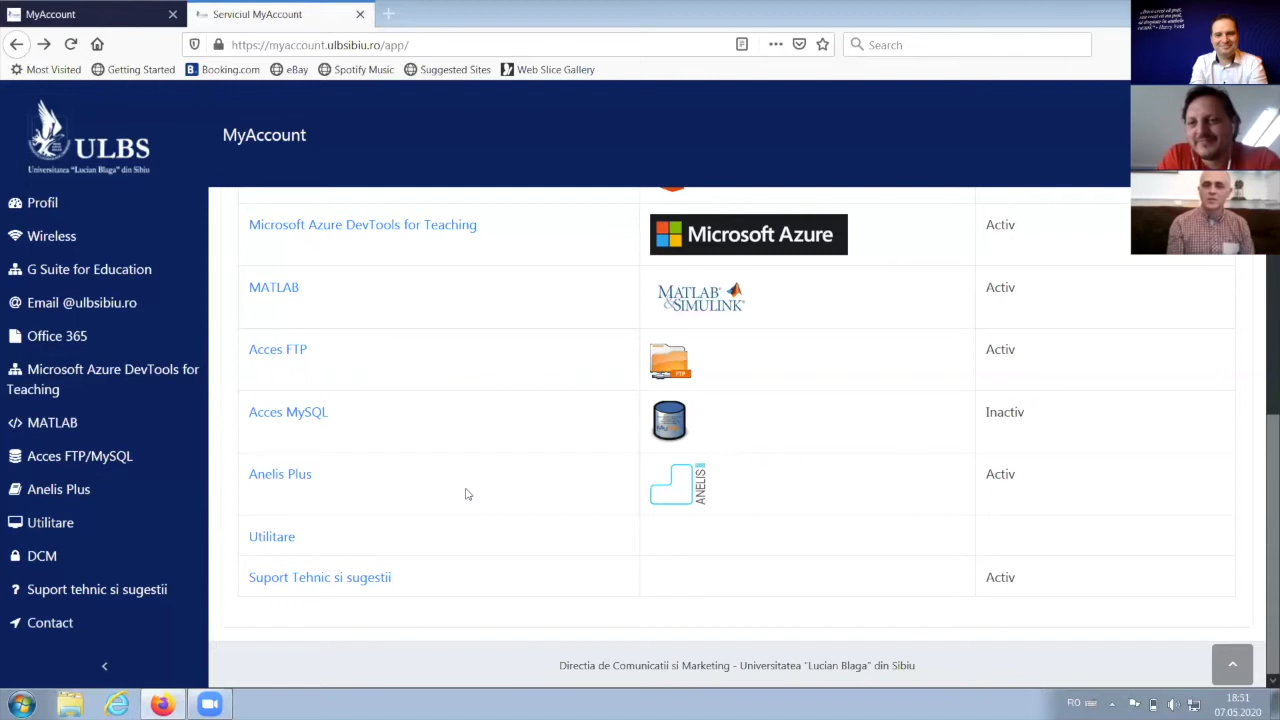 MyAccount
Serviciul MyAccount
https://myaccount.ulbsibiu.ro/app/
Search
Most Visited
Getting Started
Booking.com
eBay
Spotify Music
Suggested Sites
Web Slice Gallery
ULBS
Universitatea "Lucian Blaga" din Sibiu
MyAccount
Profil
Wireless
G Suite for Education
Email @ulbsibiu.ro
Office 365
Microsoft Azure DevTools for
Teaching
MATLAB
Acces FTP/MySQL
Anelis Plus
Utilitare
DCM
Suport tehnic si sugestii
Contact
Microsoft Azure DevTools for Teaching
Microsoft Azure
Activ
MATLAB
MATLAB
&SIMULINK
Activ
Acces FTP
FTP
Activ
Acces MySQL
MySQL
Inactiv
Anelis Plus
ANELIS
Activ
Utilitare
Suport Tehnic si sugestii
Activ
Directia de Comunicatii si Marketing - Universitatea "Lucian Blaga" din Sibiu
RO
18:51
07.05.2020